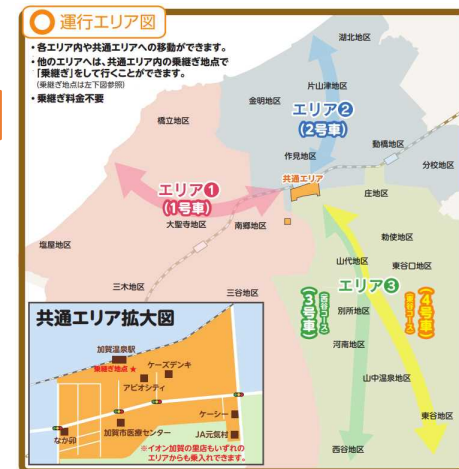 運行エリア図
・各エリア内や共通エリアへの移動ができます。
・他のエリアへは、共通エリア内の乗継ぎ地点で
「乗継ぎ」をして行くことができます。
(乗継ぎ地点は左下図参照)
・乗継ぎ料金不要
湖北地区
片山津地区
金明地区
エリア❷
(2号車)
橋立地区
動橋地区
作見地区
分校地区
共通エリア
エリア❶
(1号車)
庄地区
大聖寺地区
南郷地区
勅使地区
塩屋地区
山代地区
東谷口地区
エリア❸
三木地区
三谷地区
(3号車)
西谷コース
(4号車)
東谷コース
別所地区
河南地区
山中温泉地区
東谷地区
西谷地区
共通エリア拡大図
加賀温泉駅
乗継ぎ地点 ★
ケーズデンキ
アビオシティ
ケーシー
なか卯
加賀市医療センター
JA元気村
※イオン加賀の里店もいずれの
エリアからも乗入れできます。